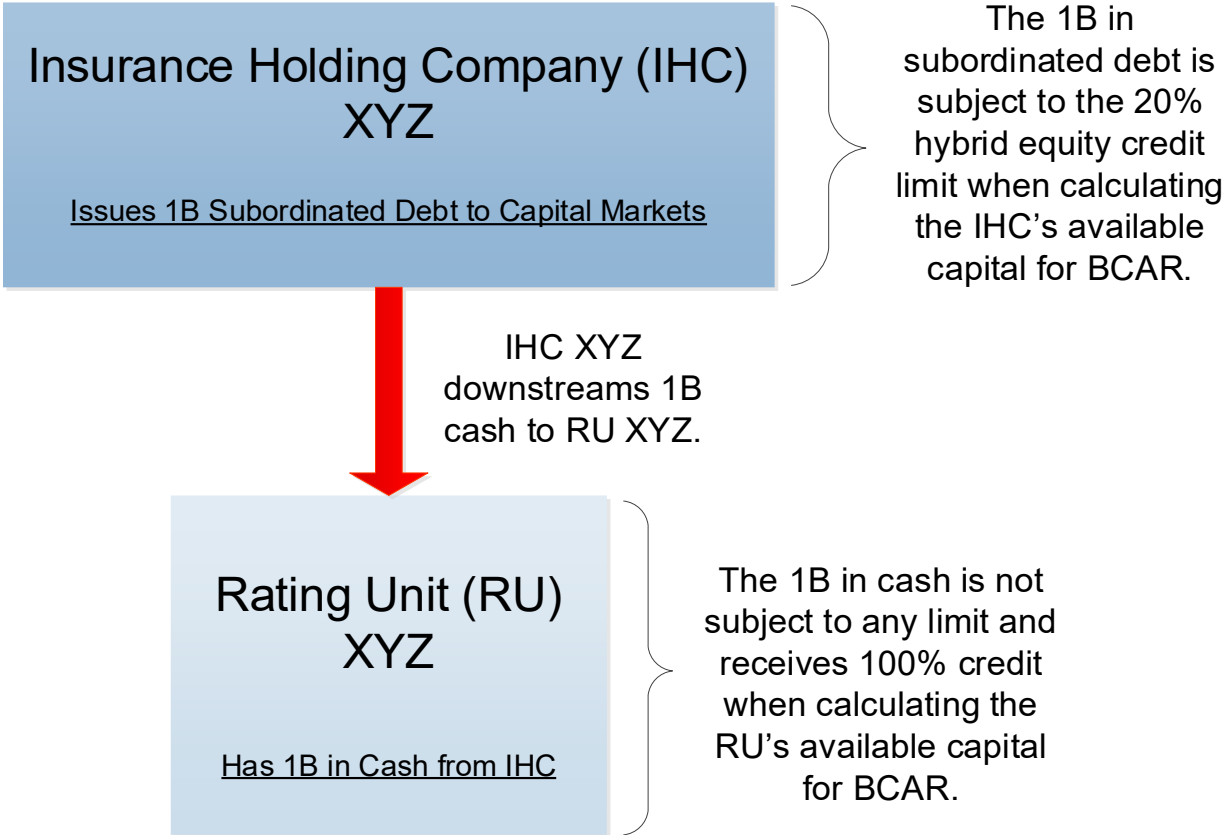 Insurance Holding Company (IHC)
XYZ
Issues 1B Subordinated Debt to Capital Markets
The 1B in
subordinated debt is
subject to the 20%
hybrid equity credit
limit when calculating
the IHC’s available
capital for BCAR.
IHC XYZ
downstreams 1B
cash to RU XYZ.
Rating Unit (RU)
XYZ
Has 1B in Cash from IHC
The 1B in cash is not
subject to any limit and
receives 100% credit
when calculating the
RU’s available capital
for BCAR.